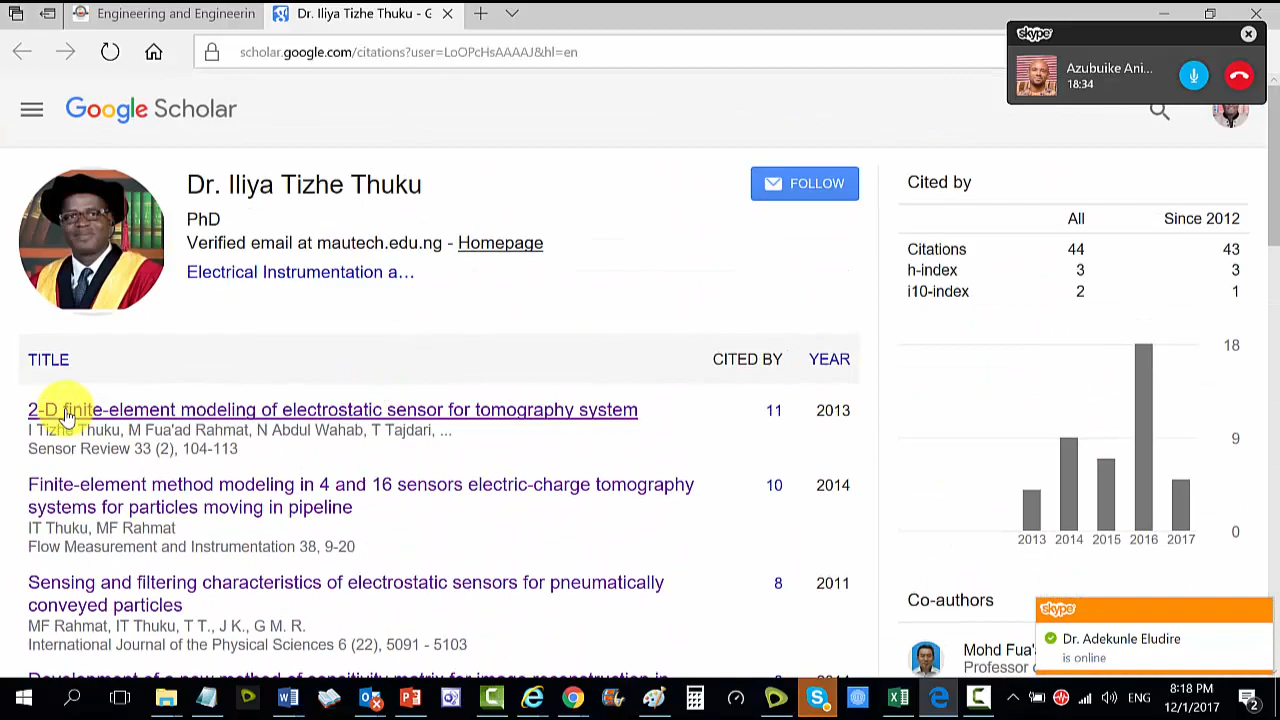 Engineering and Engineerin
Dr. Iliya Tizhe Thuku - G
scholar.google.com/citations?user=LoOPcHsAAAAJ&hl=en
skype
Azubuike Ani...
18:34
Google Scholar
Dr. Iliya Tizhe Thuku
PhD
Verified email at mautech.edu.ng - Homepage
Electrical Instrumentation a...
FOLLOW
Cited by
All Since 2012
Citations 44 43
h-index 3 3
i10-index 2 1
18
9
0
2013 2014 2015 2016 2017
TITLE CITED BY YEAR
2-D finite-element modeling of electrostatic sensor for tomography system 11 2013
I Tizhe Thuku, M Fua'ad Rahmat, N Abdul Wahab, T Tajdari, ...
Sensor Review 33 (2), 104-113
Finite-element method modeling in 4 and 16 sensors electric-charge tomography 10 2014
systems for particles moving in pipeline
IT Thuku, MF Rahmat
Flow Measurement and Instrumentation 38, 9-20
Sensing and filtering characteristics of electrostatic sensors for pneumatically 8 2011
conveyed particles
MF Rahmat, IT Thuku, T T., J K., G M. R.
International Journal of the Physical Sciences 6 (22), 5091 - 5103
Co-authors
Mohd Fua'
Professor
skype
Dr. Adekunle Eludire
is online
ENG
8:18 PM
12/1/2017
2